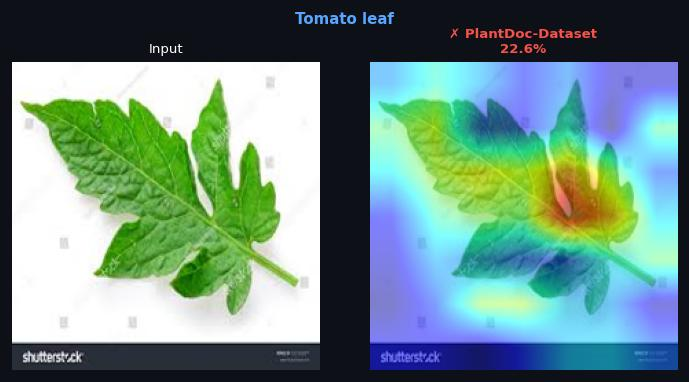 Tomato leaf
Input
✗ PlantDoc-Dataset
22.6%
shutterstock
shutterstock